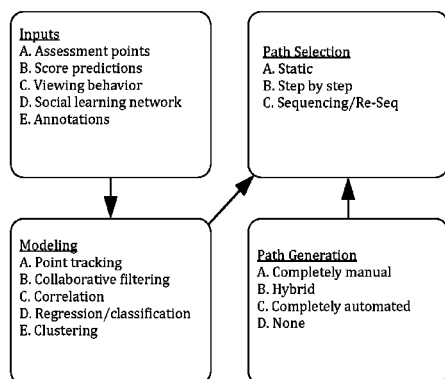 Inputs
A. Assessment points
B. Score predictions
C. Viewing behavior
D. Social learning network
E. Annotations
Path Selection
A. Static
B. Step by step
C. Sequencing/Re-Seq
Modeling
A. Point tracking
B. Collaborative filtering
C. Correlation
D. Regression/classification
E. Clustering
Path Generation
A. Completely manual
B. Hybrid
C. Completely automated
D. None